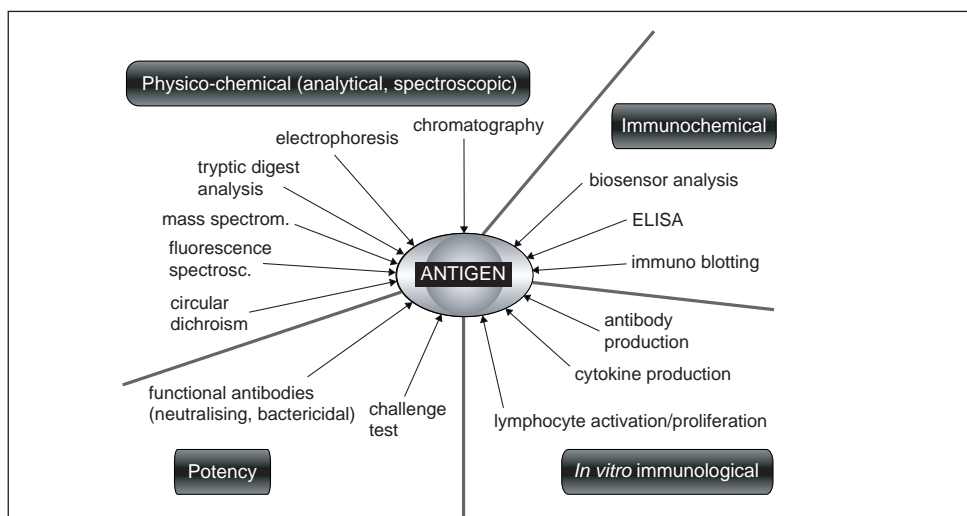 Physico-chemical (analytical, spectroscopic)
chromatography
electrophoresis
tryptic digest
analysis
mass spectrom.
fluorescence
spectrosc.
circular
dichroism
Immunochemical
biosensor analysis
ELISA
immuno blotting
ANTIGEN
antibody
production
cytokine production
lymphocyte activation/proliferation
In vitro immunological
functional antibodies
(neutralising, bactericidal)
challenge
test
Potency